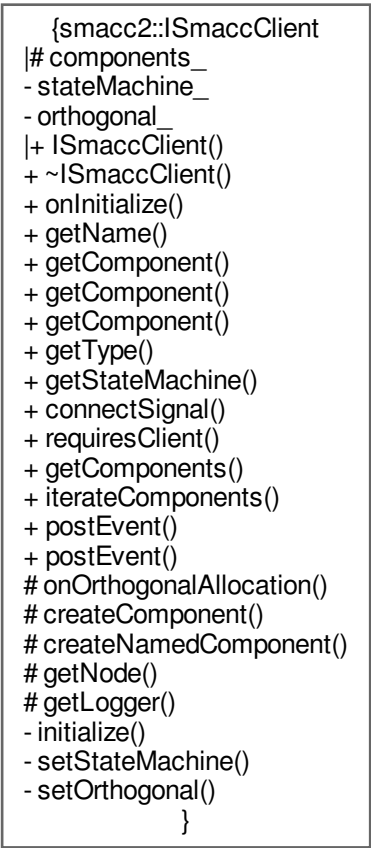 {smacc2::ISmaccClient
|# components_
- stateMachine_
- orthogonal_
|+ ISmaccClient()
+ ~ISmaccClient()
+ onInitialize()
+ getName()
+ getComponent()
+ getComponent()
+ getComponent()
+ getType()
+ getStateMachine()
+ connectSignal()
+ requiresClient()
+ getComponents()
+ iterateComponents()
+ postEvent()
+ postEvent()
# onOrthogonalAllocation()
# createComponent()
# createNamedComponent()
# getNode()
# getLogger()
- initialize()
- setStateMachine()
- setOrthogonal()
}